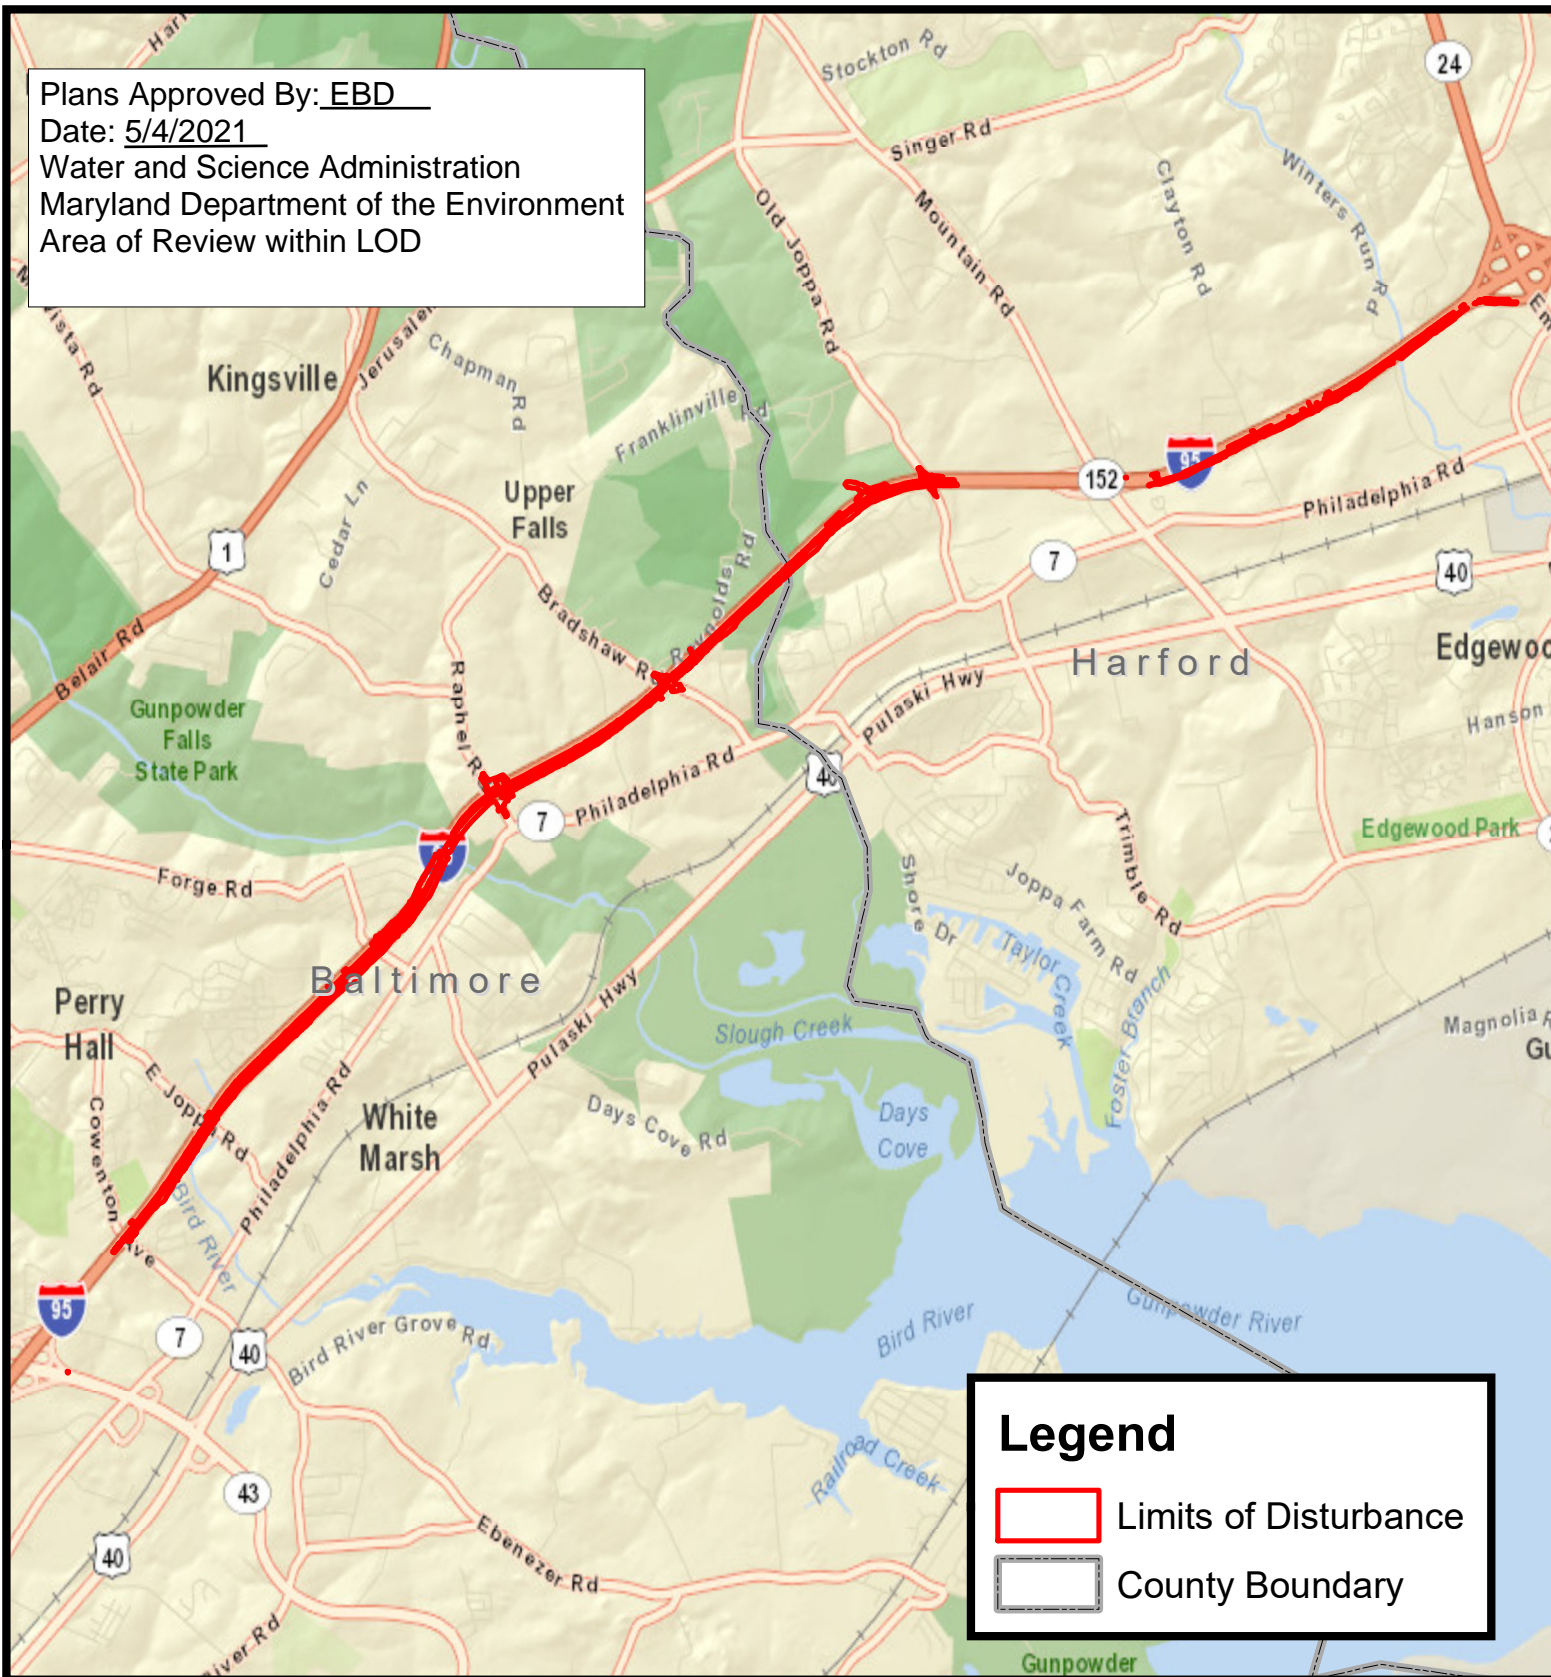 Plans Approved By: EBD
Date: 5/4/2021
Water and Science Administration
Maryland Department of the Environment
Area of Review within LOD
Stockton Rd
24
Singer Rd
Old Joppa Rd
Mountain Rd
Clayton Rd
Winters Run Rd
Kingsville
Chapman Rd
Franklinville Rd
Upper
Falls
Cedar Ln
1
Belair Rd
Bradshaw Rd
Reynolds Rd
152
95
Philadelphia Rd
7
40
Harford
Pulaski Hwy
Hanson
Raphel Rd
Gunpowder
Falls
State Park
7
Philadelphia Rd
40
Trimble Rd
Edgewood Park
Forge Rd
Shore Dr
Joppa Farm Rd
Taylor Creek
Foster Branch
Baltimore
Perry
Hall
Pulaski Hwy
Slough Creek
Magnolia
E Joppa Rd
Cowenton Ave
White
Marsh
Philadelphia Rd
Days Cove Rd
Days
Cove
Bird River
95
7
40
Bird River Grove Rd
Bird River
Gunpowder River
Railroad Creek
43
40
Ebenezer Rd
Legend
Limits of Disturbance
County Boundary
Gunpowder